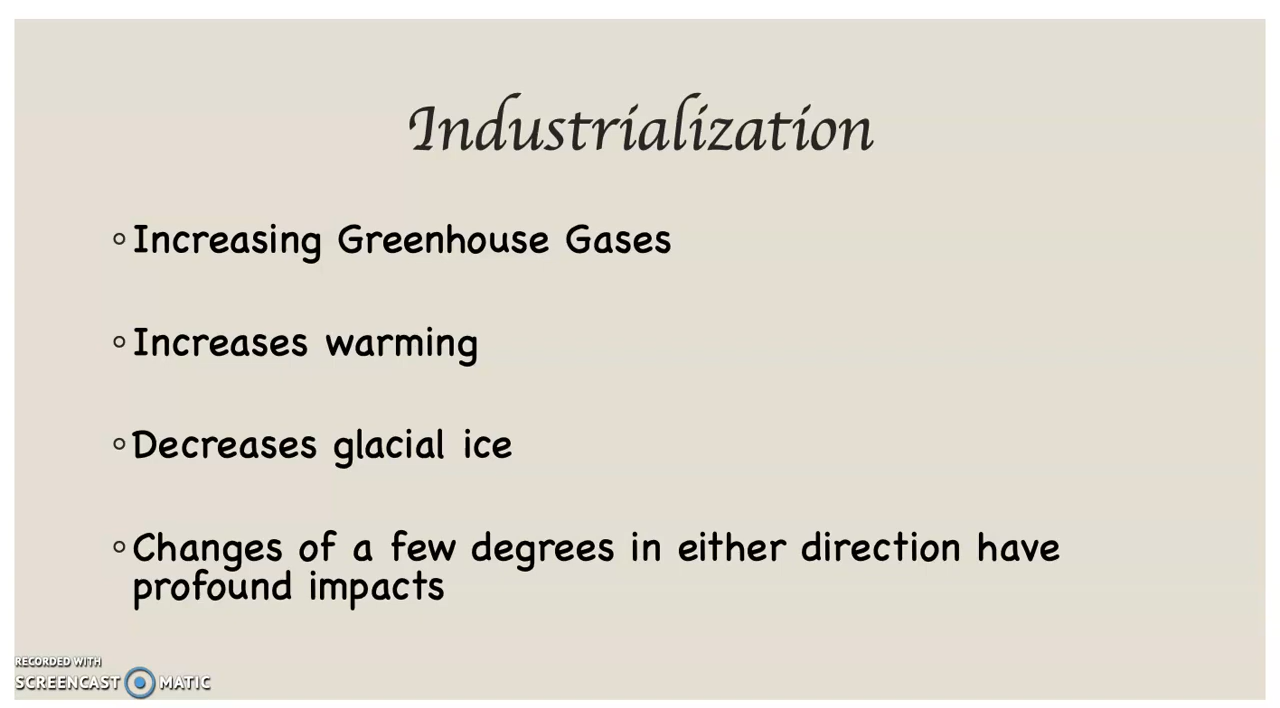 Industrialization
◦Increasing Greenhouse Gases
◦Increases warming
◦Decreases glacial ice
◦Changes of a few degrees in either direction have
profound impacts
RECORDED WITH
SCREENCAST MATIC